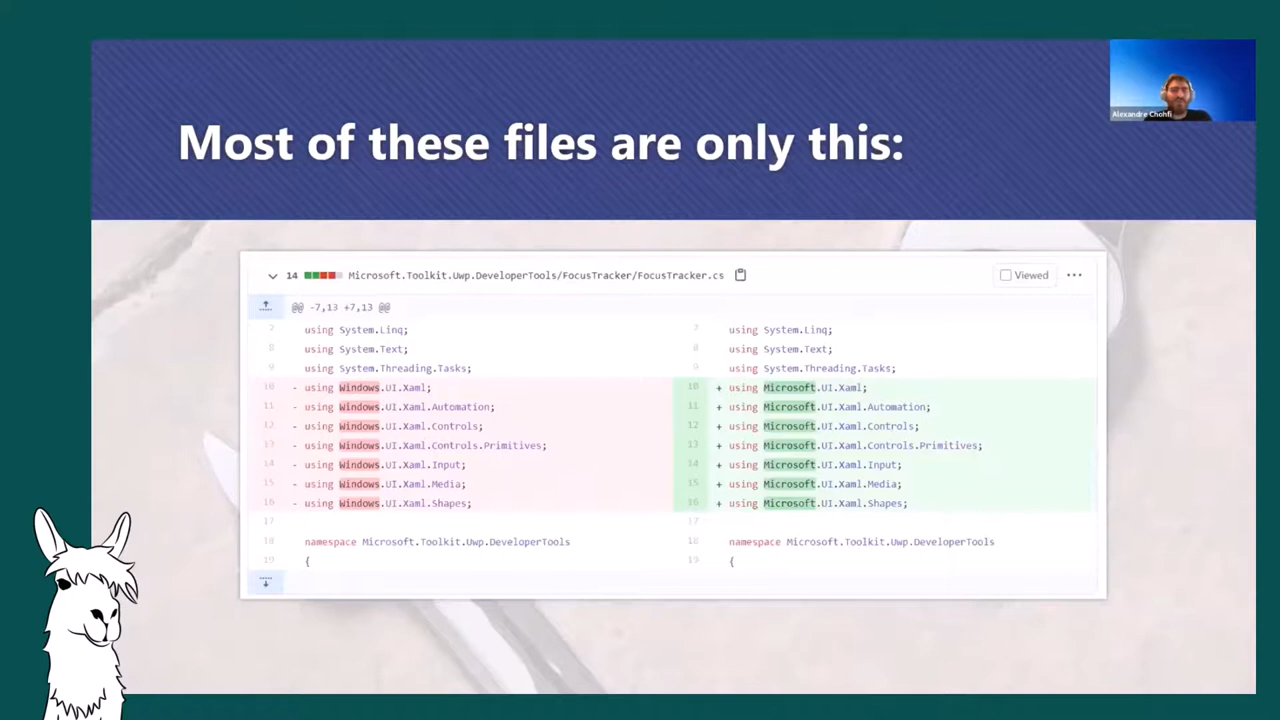 Alexandre Chohfi
Most of these files are only this:
14 Microsoft.Toolkit.Uwp.DeveloperTools/FocusTracker/FocusTracker.cs
Viewed
@@ -7,13 +7,13 @@
7 using System.Linq;
8 using System.Text;
9 using System.Threading.Tasks;
10 - using Windows.UI.Xaml;
11 - using Windows.UI.Xaml.Automation;
12 - using Windows.UI.Xaml.Controls;
13 - using Windows.UI.Xaml.Controls.Primitives;
14 - using Windows.UI.Xaml.Input;
15 - using Windows.UI.Xaml.Media;
16 - using Windows.UI.Xaml.Shapes;
17
18 namespace Microsoft.Toolkit.Uwp.DeveloperTools
19 {
7 using System.Linq;
8 using System.Text;
9 using System.Threading.Tasks;
10 + using Microsoft.UI.Xaml;
11 + using Microsoft.UI.Xaml.Automation;
12 + using Microsoft.UI.Xaml.Controls;
13 + using Microsoft.UI.Xaml.Controls.Primitives;
14 + using Microsoft.UI.Xaml.Input;
15 + using Microsoft.UI.Xaml.Media;
16 + using Microsoft.UI.Xaml.Shapes;
17
18 namespace Microsoft.Toolkit.Uwp.DeveloperTools
19 {